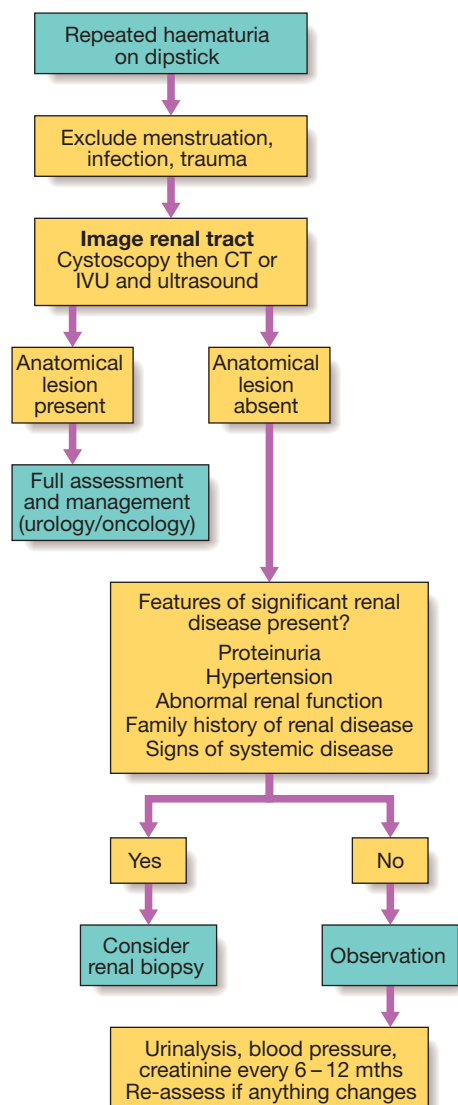 Repeated haematuria
on dipstick
Exclude menstruation,
infection, trauma
Image renal tract
Cystoscopy then CT or
IVU and ultrasound
Anatomical
lesion
present
Anatomical
lesion
absent
Full assessment
and management
(urology/oncology)
Features of significant renal
disease present?
Proteinuria
Hypertension
Abnormal renal function
Family history of renal disease
Signs of systemic disease
Yes
No
Consider
renal biopsy
Observation
Urinalysis, blood pressure,
creatinine every 6 – 12 mths
Re-assess if anything changes